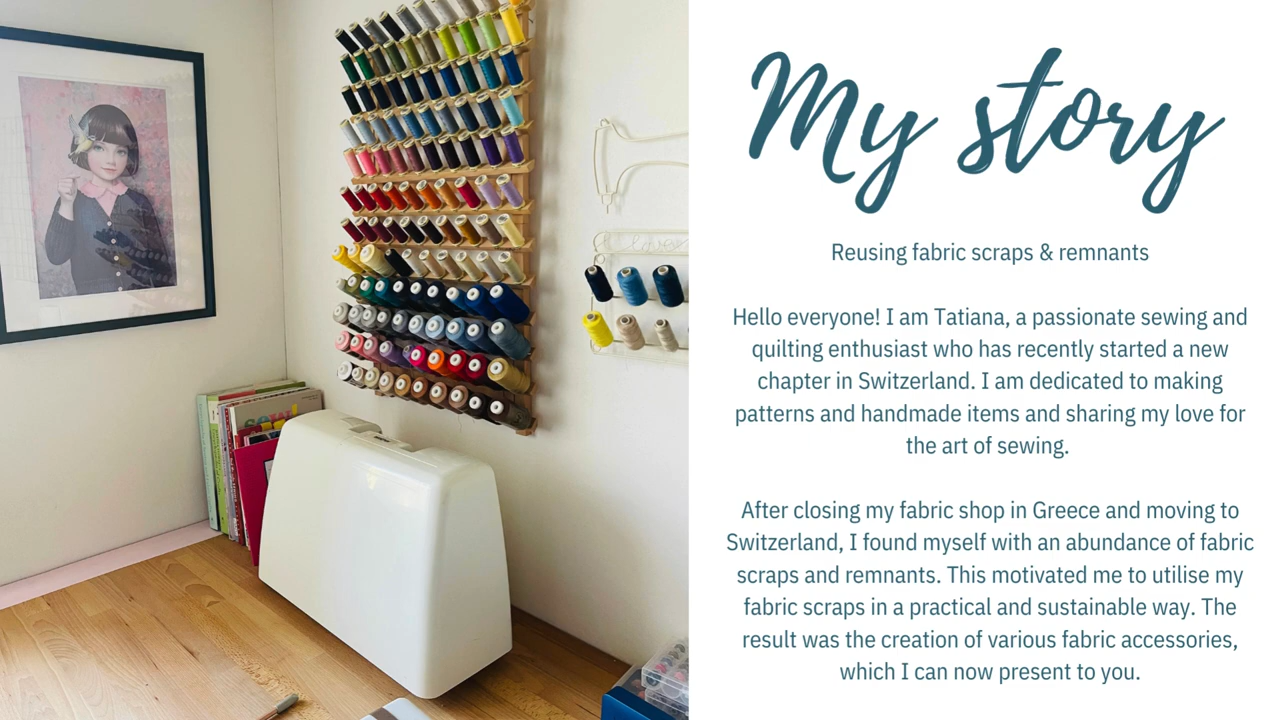 My story
Reusing fabric scraps & remnants
Hello everyone! I am Tatiana, a passionate sewing and
quilting enthusiast who has recently started a new
chapter in Switzerland. I am dedicated to making
patterns and handmade items and sharing my love for
the art of sewing.
After closing my fabric shop in Greece and moving to
Switzerland, I found myself with an abundance of fabric
scraps and remnants. This motivated me to utilise my
fabric scraps in a practical and sustainable way. The
result was the creation of various fabric accessories,
which I can now present to you.
sew!